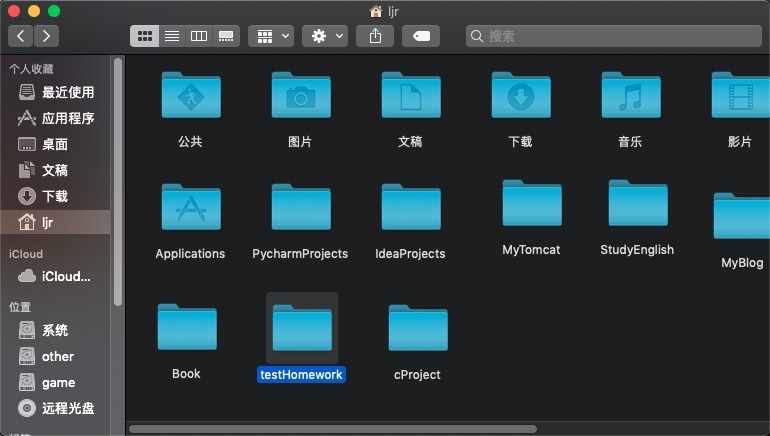 ljr
搜索
个人收藏
最近使用
应用程序
桌面
文稿
下载
ljr
iCloud
iCloud...
位置
系统
other
game
远程光盘
公共
图片
文稿
下载
音乐
影片
Applications
PycharmProjects
IdeaProjects
MyTomcat
StudyEnglish
MyBlog
Book
testHomework
cProject